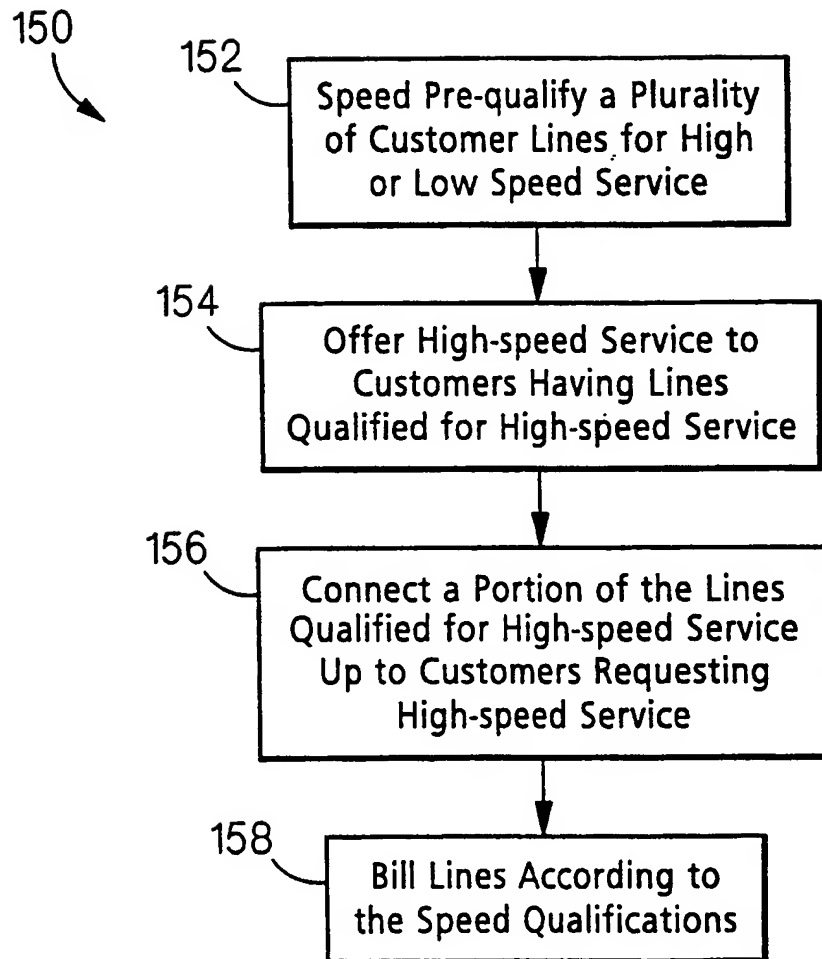 150
152
Speed Pre-qualify a Plurality
of Customer Lines for High
or Low Speed Service
154
Offer High-speed Service to
Customers Having Lines
Qualified for High-speed Service
156
Connect a Portion of the Lines
Qualified for High-speed Service
Up to Customers Requesting
High-speed Service
158
Bill Lines According to
the Speed Qualifications